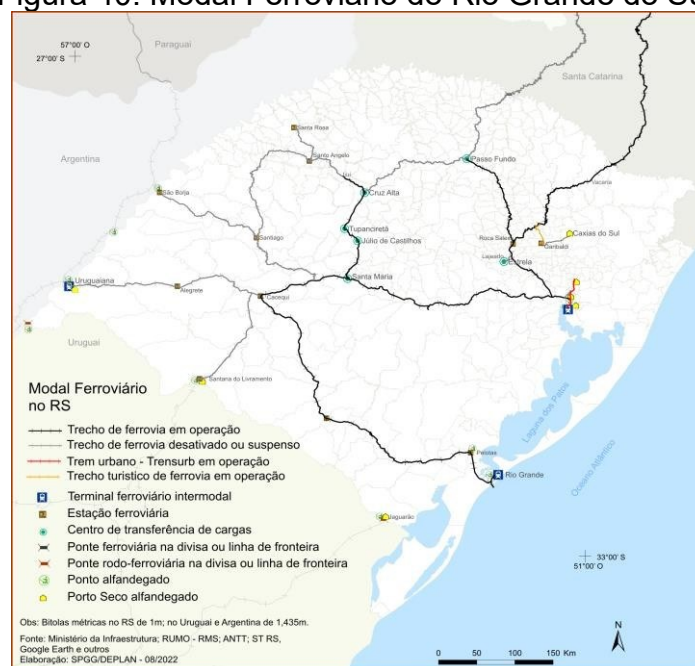 Figura 10: Modal Ferroviário do Rio Grande do Su
57°00' O
27°00' S
Paraguai
Santa Catarina
Santa Rosa
Santo Angelo
Argentina
Ijuí
Passo Fundo
Cruz Alta
São Borja
Vacaria
Tupanciretã
Caxias do Sul
Santiago
Júlio de Castilhos
Roca Sales
Garibaldi
Lajeado
Estrela
Santa Maria
Uruguaiana
Alegrete
Cacequi
Uruguai
Santana do Livramento
Modal Ferroviário
no RS
Laguna dos Patos
Oceano Atlântico
Trecho de ferrovia em operação
Trecho de ferrovia desativado ou suspenso
Trem urbano - Trensurb em operação
Pelotas
Trecho turistico de ferrovia em operação
Rio Grande
Terminal ferroviário intermodal
Estação ferroviária
Jaguarão
Centro de transferência de cargas
Ponte ferroviária na divisa ou linha de fronteira
Ponte rodo-ferroviária na divisa ou linha de fronteira
33°00' S
51°00' O
Ponto alfandegado
Porto Seco alfandegado
Obs: Bitolas métricas no RS de 1m; no Uruguai e Argentina de 1,435m.
Fonte: Ministério da Infraestrutura; RUMO - RMS; ANTT; ST RS,
Google Earth e outros
Elaboração: SPGG/DEPLAN - 08/2022
N
0 50 100 150 Km